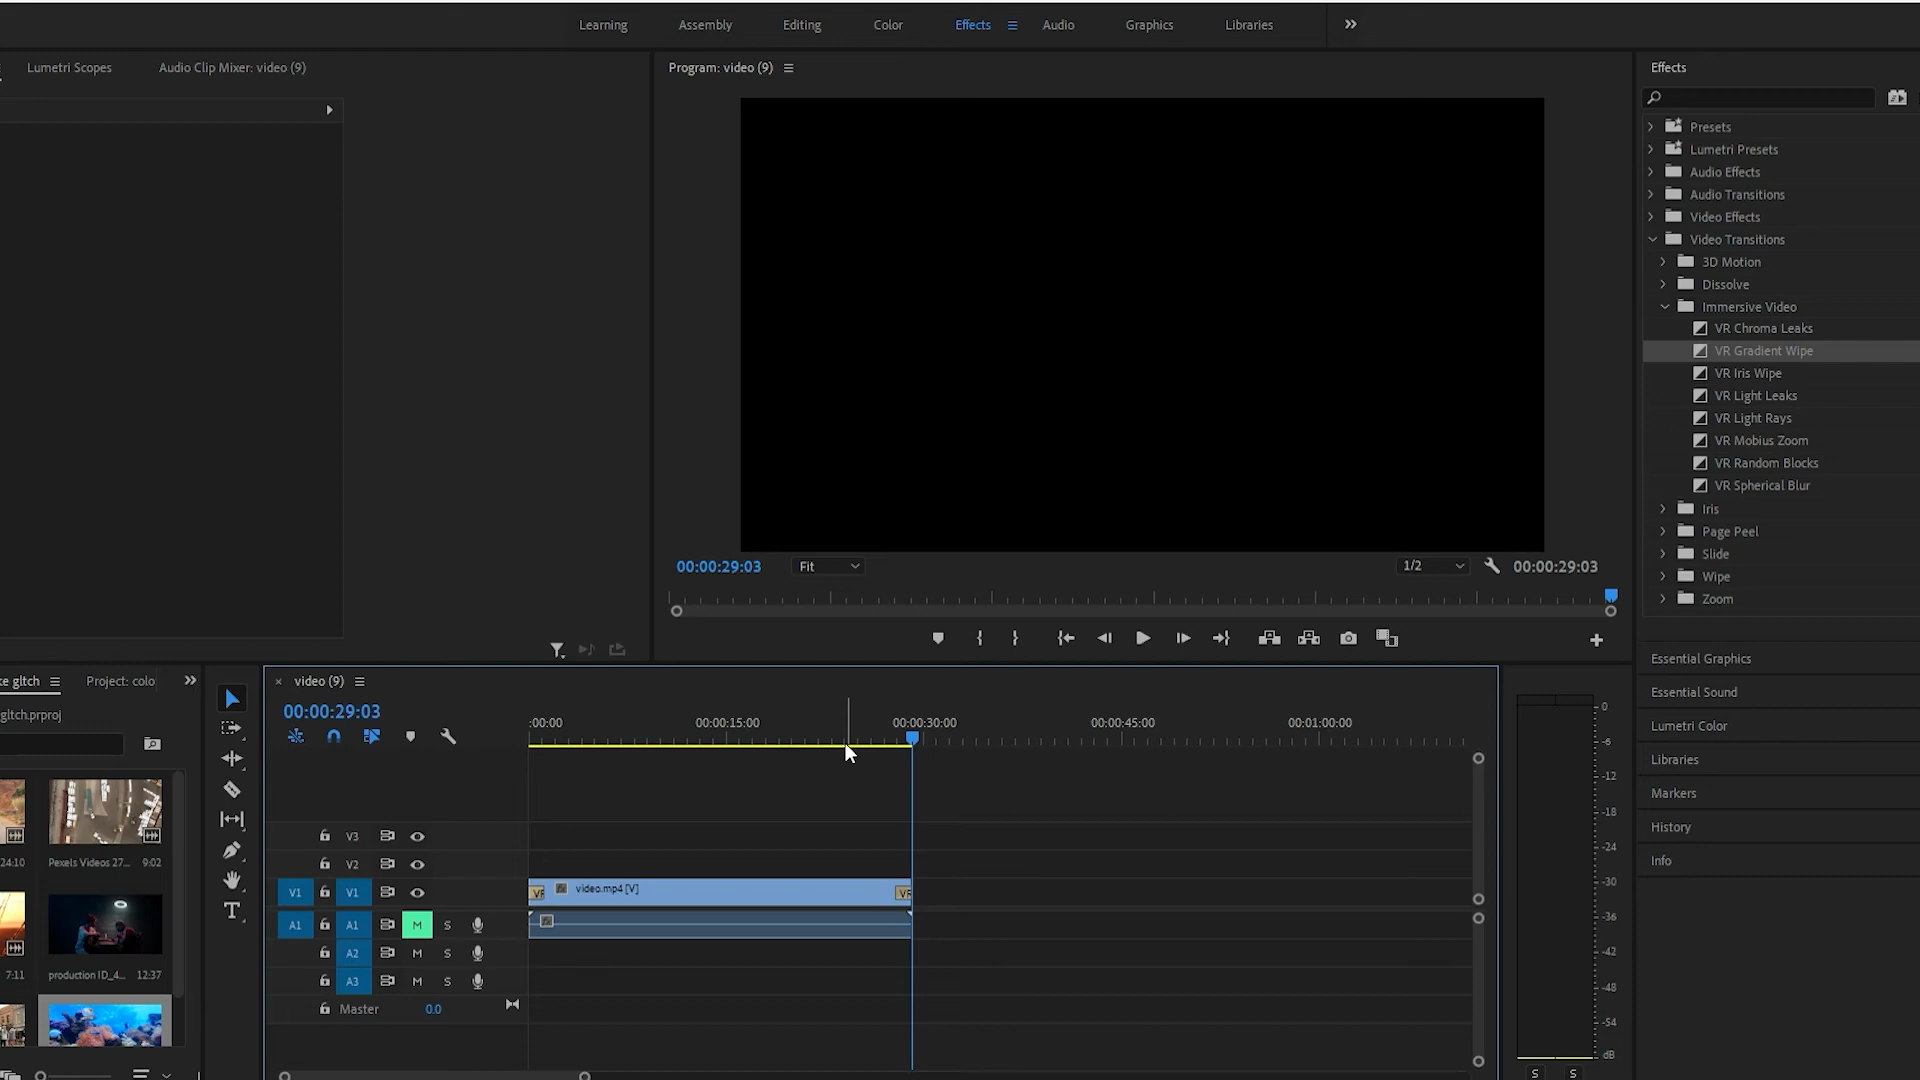 Learning Assembly Editing Color Effects Audio Graphics Libraries
Lumetri Scopes Audio Clip Mixer: video (9)
Program: video (9)
Effects
Presets
Lumetri Presets
Audio Effects
Audio Transitions
Video Effects
Video Transitions
3D Motion
Dissolve
Immersive Video
VR Chroma Leaks
VR Gradient Wipe
VR Iris Wipe
VR Light Leaks
VR Light Rays
VR Mobius Zoom
VR Random Blocks
VR Spherical Blur
Iris
Page Peel
Slide
Wipe
Zoom
00:00:29:03 Fit 1/2 00:00:29:03
Essential Graphics
Essential Sound
Lumetri Color
Libraries
Markers
History
Info
ke gltch Project: colo
gltch.prproj
24:10 Pexels Videos 27... 9:02
7:11 production ID_4... 12:37
video (9)
00:00:29:03
:00:00 00:00:15:00 00:00:30:00 00:00:45:00 00:01:00:00
V3
V2
V1 V1 VR video.mp4 [V] VR
A1 A1 M S
A2 M S
A3 M S
Master 0.0
0
-6
-12
-18
-24
-30
-36
-42
-48
-54
dB
S S